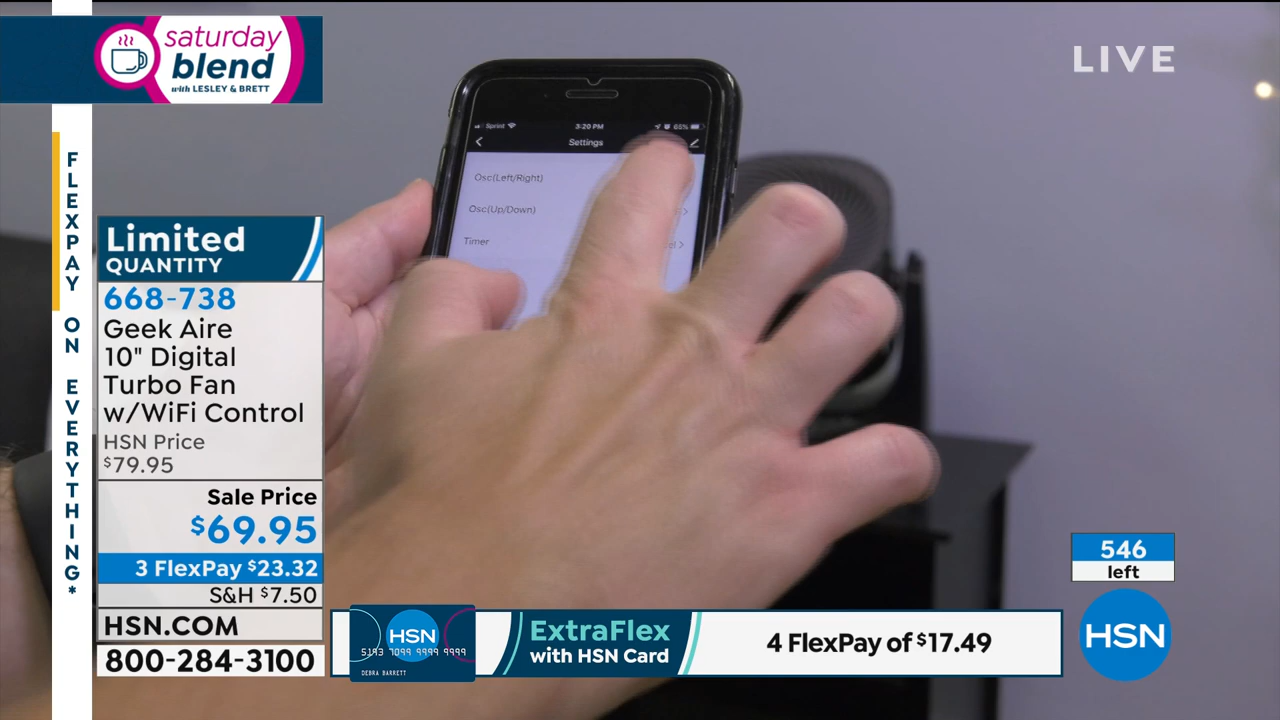 saturday
blend
with LESLEY & BRETT
LIVE
FLEXPAY ON EVERYTHING*
Sprint
3:20 PM
65%
Settings
Osc(Left/Right)
Osc(Up/Down)
Timer
Limited
QUANTITY
668-738
Geek Aire
10" Digital
Turbo Fan
w/WiFi Control
HSN Price
$79.95
Sale Price
$69.95
3 FlexPay $23.32
S&H $7.50
HSN.COM
800-284-3100
HSN
5193 7099 9999 9999
DEBRA BARRETT
ExtraFlex
with HSN Card
4 FlexPay of $17.49
546
left
HSN